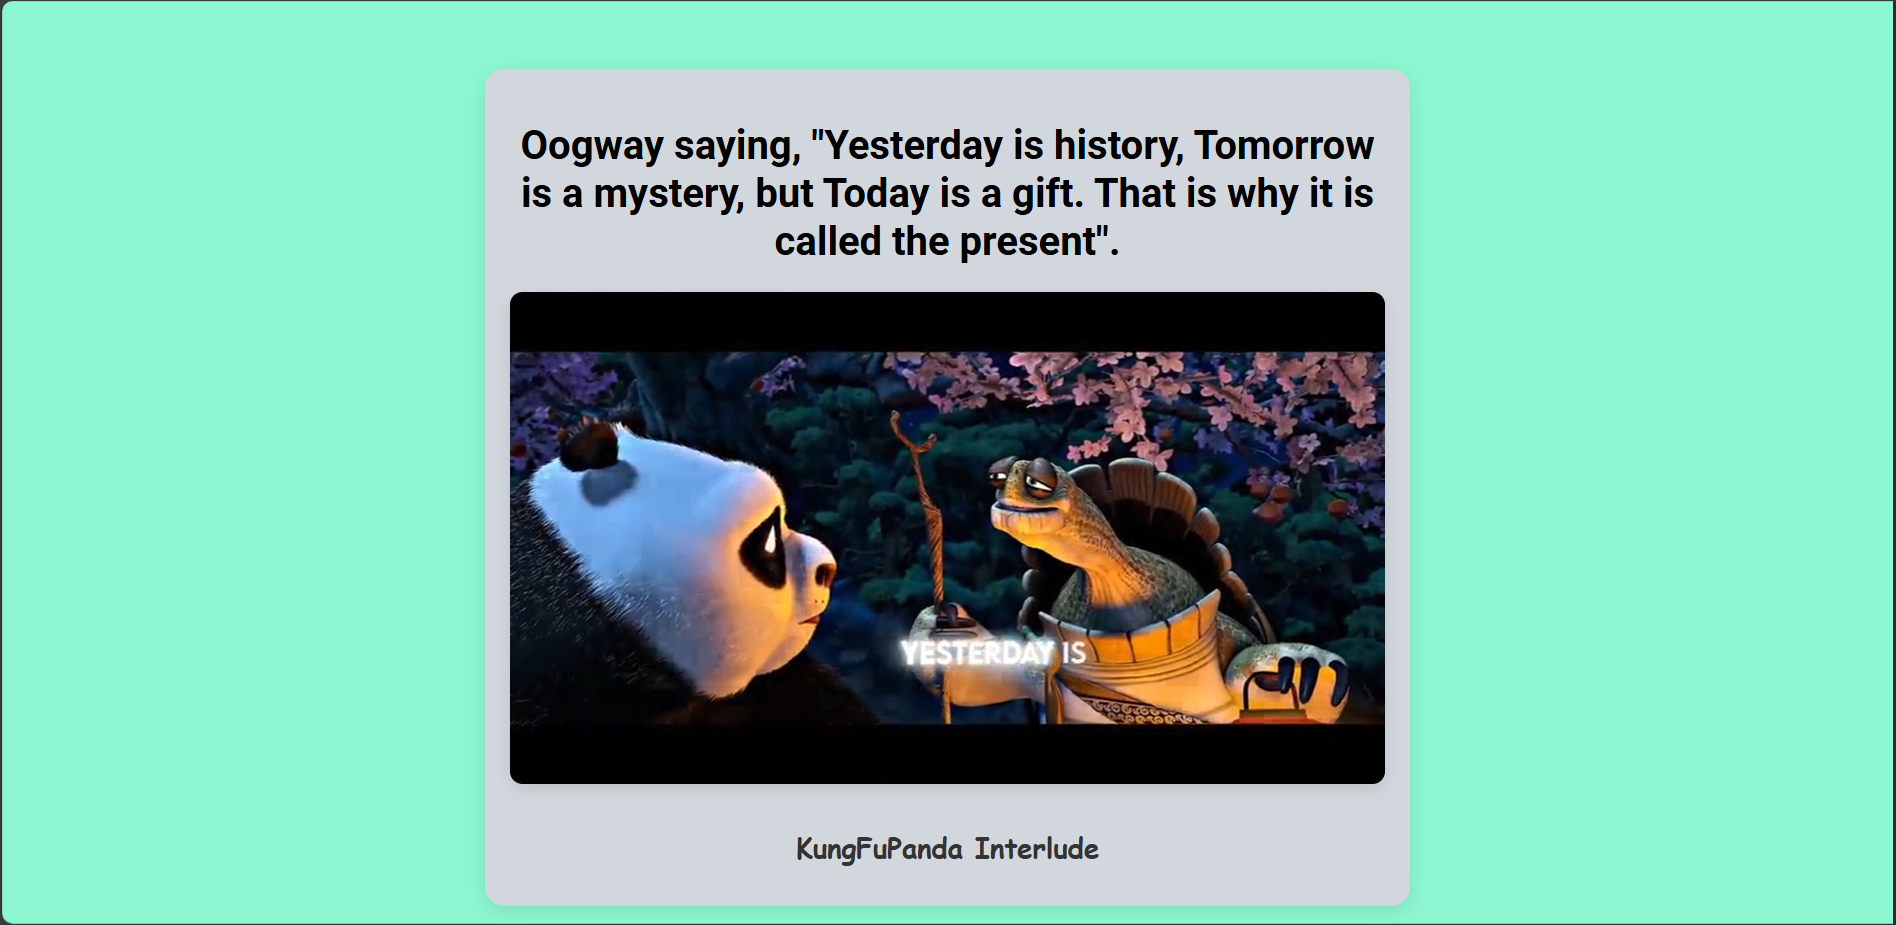 Oogway saying, "Yesterday is history, Tomorrow
is a mystery, but Today is a gift. That is why it is
called the present".
YESTERDAY IS
KungFuPanda Interlude